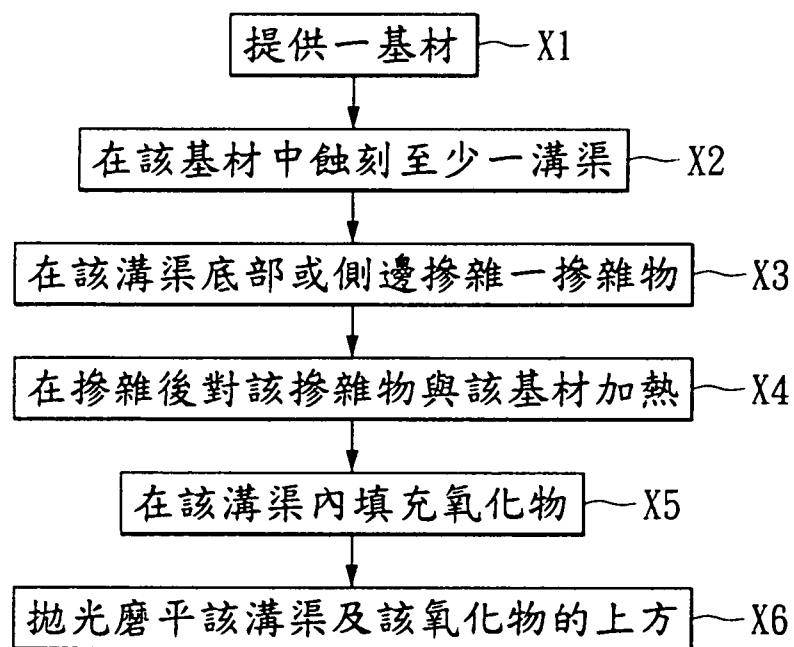 提供一基材 X1
在該基材中蝕刻至少一溝渠 X2
在該溝渠底部或側邊摻雜一摻雜物 X3
在摻雜後對該摻雜物與該基材加熱 X4
在該溝渠內填充氧化物 X5
拋光磨平該溝渠及該氧化物的上方 X6